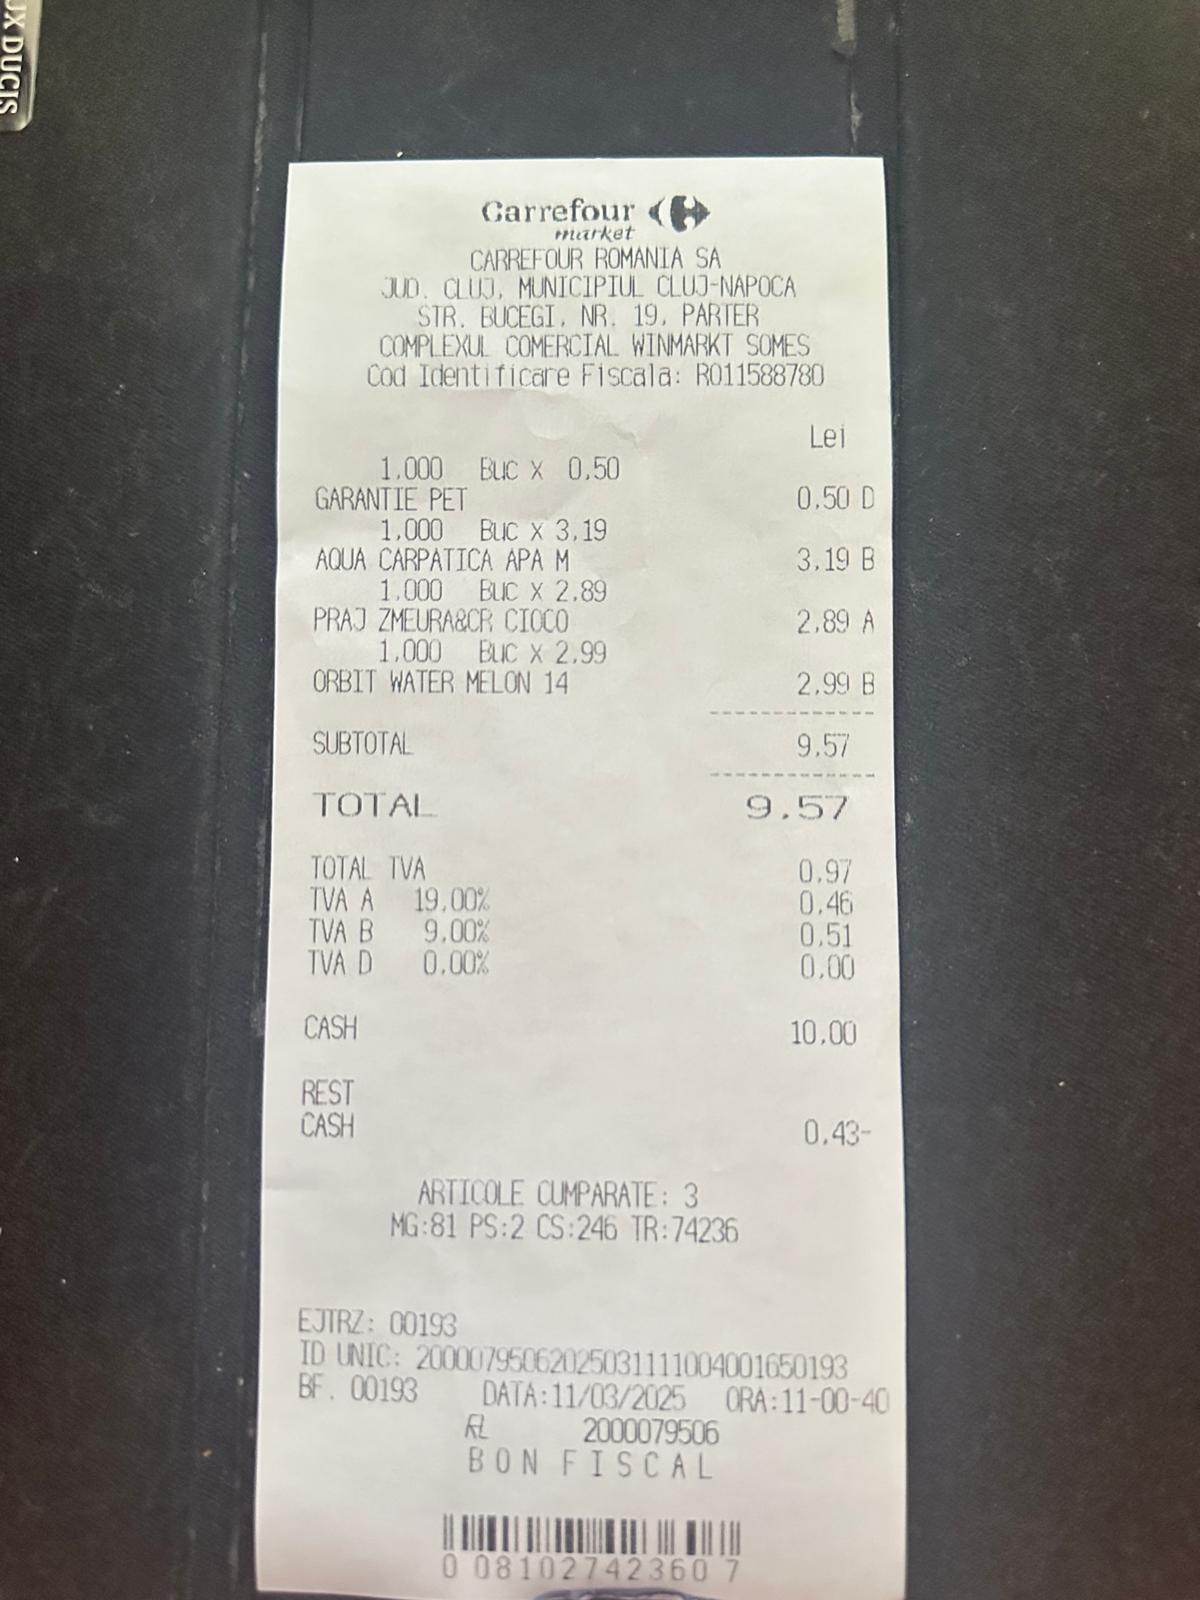 UX DUCIS
Carrefour
market
CARREFOUR ROMANIA SA
JUD. CLUJ, MUNICIPIUL CLUJ-NAPOCA
STR. BUCEGI, NR. 19, PARTER
COMPLEXUL COMERCIAL WINMARKT SOMES
Cod Identificare Fiscala: RO11588780
Lei
1,000 Buc X 0,50
GARANTIE PET 0,50 D
1,000 Buc X 3,19
AQUA CARPATICA APA M 3,19 B
1,000 Buc X 2,89
PRAJ ZMEURA&CR CIOCO 2,89 A
1,000 Buc X 2,99
ORBIT WATER MELON 14 2,99 B
SUBTOTAL 9,57
TOTAL 9,57
TOTAL TVA 0,97
TVA A 19,00% 0,46
TVA B 9,00% 0,51
TVA D 0,00% 0,00
CASH 10,00
REST
CASH 0,43-
ARTICOLE CUMPARATE: 3
MG:81 PS:2 CS:246 TR:74236
EJTRZ: 00193
ID UNIC: 200007950620250311111004001650193
BF. 00193 DATA:11/03/2025 ORA:11-00-40
2000079506
BON FISCAL
0 081027423607